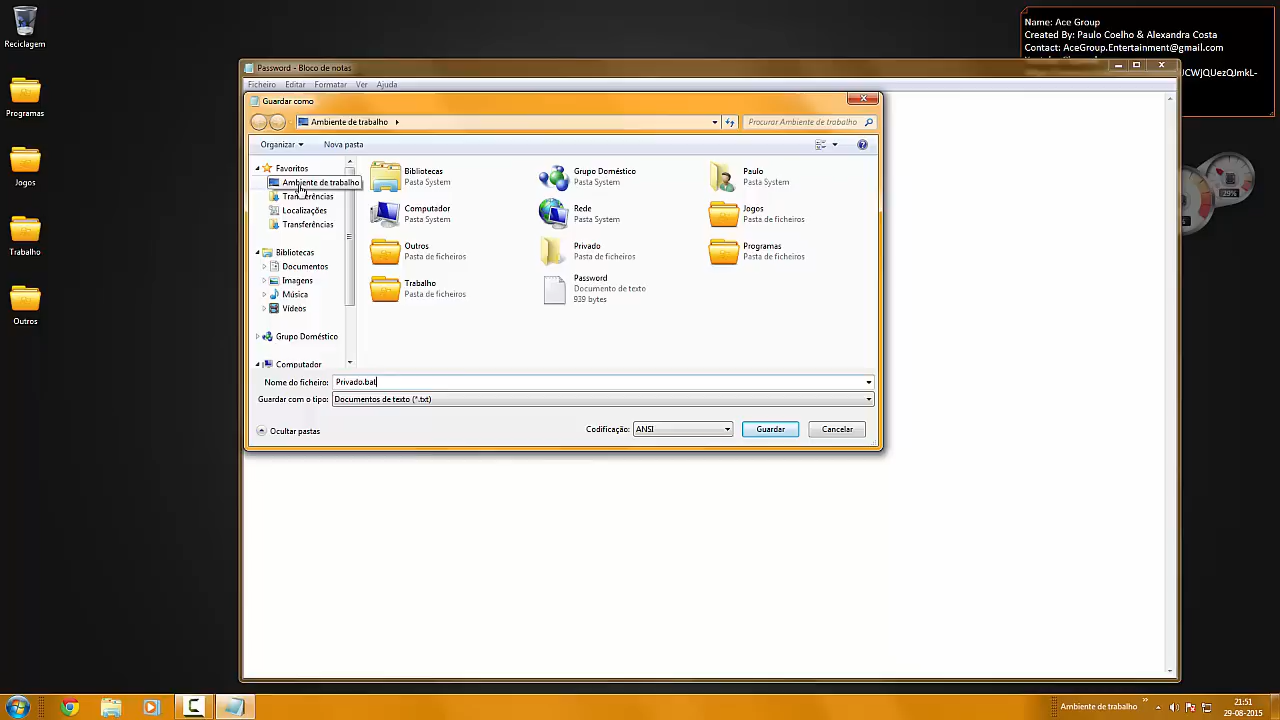 Reciclagem
Programas
Jogos
Trabalho
Outros
Name: Ace Group
Created By: Paulo Coelho & Alexandra Costa
Contact: AceGroup.Entertainment@gmail.com
UCWjQUezQJmkL-
29%
Password - Bloco de notas
Ficheiro Editar Formatar Ver Ajuda
Guardar como
Ambiente de trabalho
Procurar Ambiente de trabalho
Organizar Nova pasta
Favoritos
Ambiente de trabalho
Transferências
Localizações
Transferências
Bibliotecas
Documentos
Imagens
Música
Vídeos
Grupo Doméstico
Computador
Bibliotecas
Pasta System
Grupo Doméstico
Pasta System
Paulo
Pasta System
Computador
Pasta System
Rede
Pasta System
Jogos
Pasta de ficheiros
Outros
Pasta de ficheiros
Privado
Pasta de ficheiros
Programas
Pasta de ficheiros
Trabalho
Pasta de ficheiros
Password
Documento de texto
939 bytes
Nome do ficheiro: Privado.bat
Guardar com o tipo: Documentos de texto (*.txt)
Ocultar pastas
Codificação: ANSI
Guardar
Cancelar
Ambiente de trabalho
21:51
29-08-2015